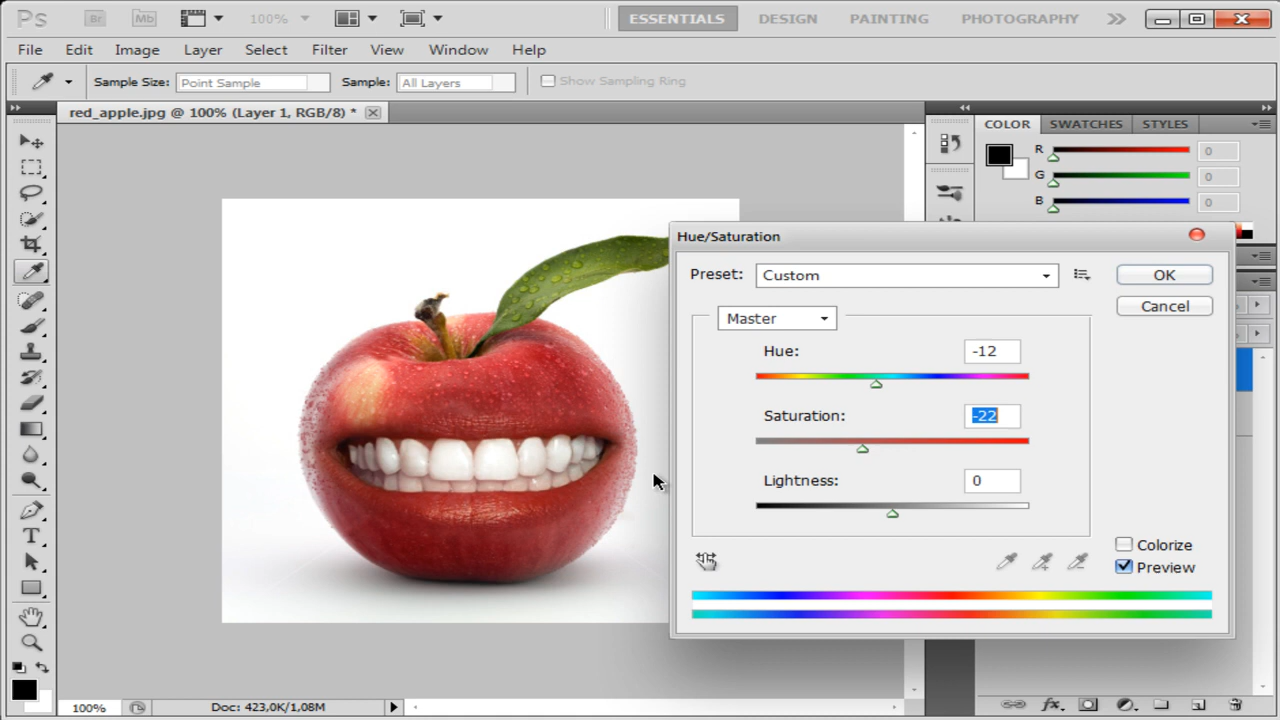 Ps Br Mb 100% ESSENTIALS DESIGN PAINTING PHOTOGRAPHY
File Edit Image Layer Select Filter View Window Help
Sample Size: Point Sample Sample: All Layers Show Sampling Ring
red_apple.jpg @ 100% (Layer 1, RGB/8) *
COLOR SWATCHES STYLES
R 0
G 0
B 0
Hue/Saturation
Preset: Custom OK
Cancel
Master
Hue: -12
Saturation: -22
Lightness: 0
Colorize
Preview
T
100% Doc: 423,0K/1,08M fx.